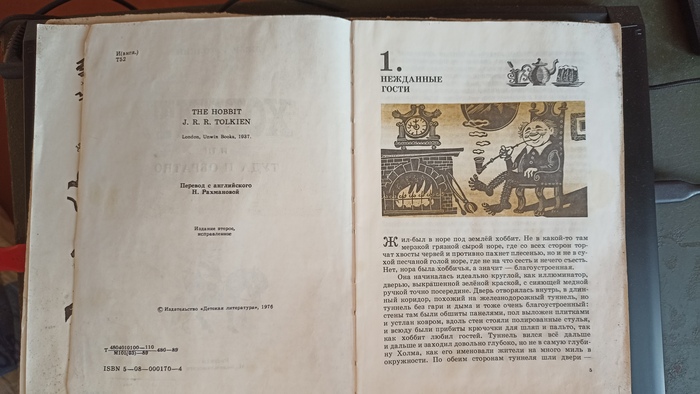 И(англ.)
Т52
THE HOBBIT
J. R. R. TOLKIEN
London, Unwin Books, 1937.
Перевод с английского
Н. Рахмановой
Издание второе,
исправленное
© Издательство «Детская литература», 1976
Т 4804010100—110
М101(03)—89 480—89
ISBN 5—08—000170—4
1.
НЕЖДАННЫЕ
ГОСТИ
Жил-был в норе под землёй хоббит. Не в какой-то там
мерзкой грязной сырой норе, где со всех сторон тор-
чат хвосты червей и противно пахнет плесенью, но и не в су-
хой песчаной голой норе, где не на что сесть и нечего съесть.
Нет, нора была хоббичья, а значит — благоустроенная.
Она начиналась идеально круглой, как иллюминатор,
дверью, выкрашенной зелёной краской, с сияющей медной
ручкой точно посередине. Дверь отворялась внутрь, в длин-
ный коридор, похожий на железнодорожный туннель, но
туннель без гари и дыма и тоже очень благоустроенный:
стены там были обшиты панелями, пол выложен плитками
и устлан ковром, вдоль стен стояли полированные стулья,
и всюду были прибиты крючочки для шляп и пальто, так
как хоббит любил гостей. Туннель вился всё дальше
и дальше и заходил довольно глубоко, но не в самую глуби-
ну Холма, как его именовали жители на много миль в
окружности. По обеим сторонам туннеля шли двери —